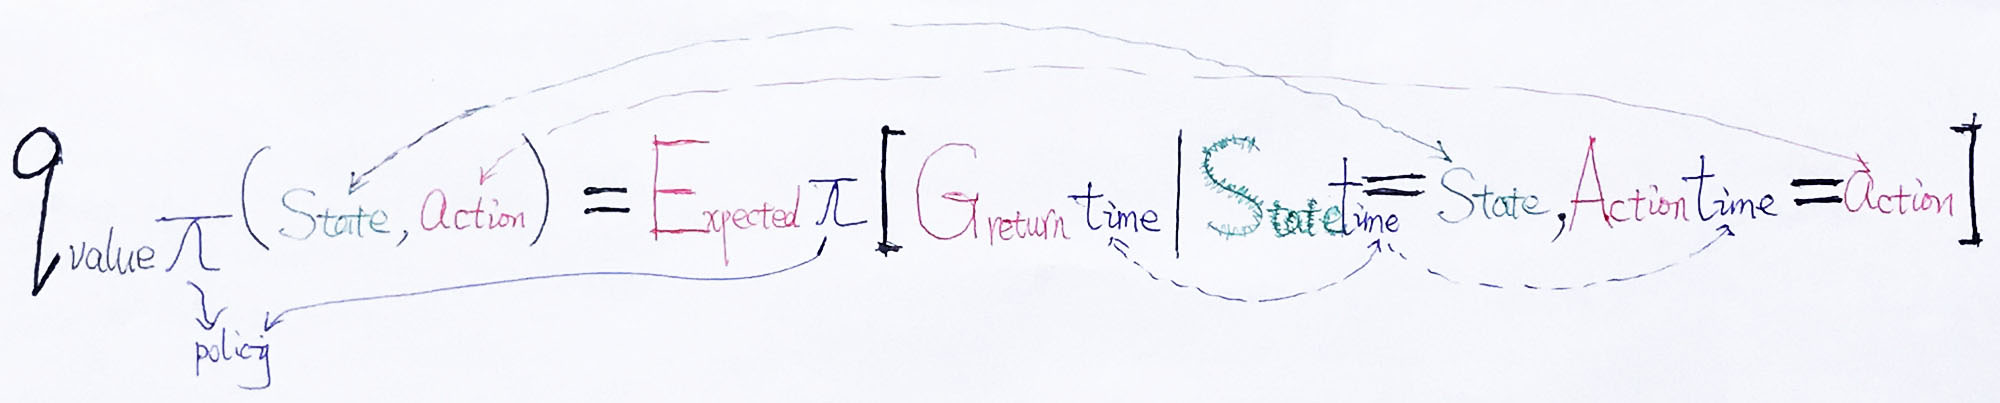 q value π (State, action) = Expected π [G return time | State time = State, Action time = action]
policy